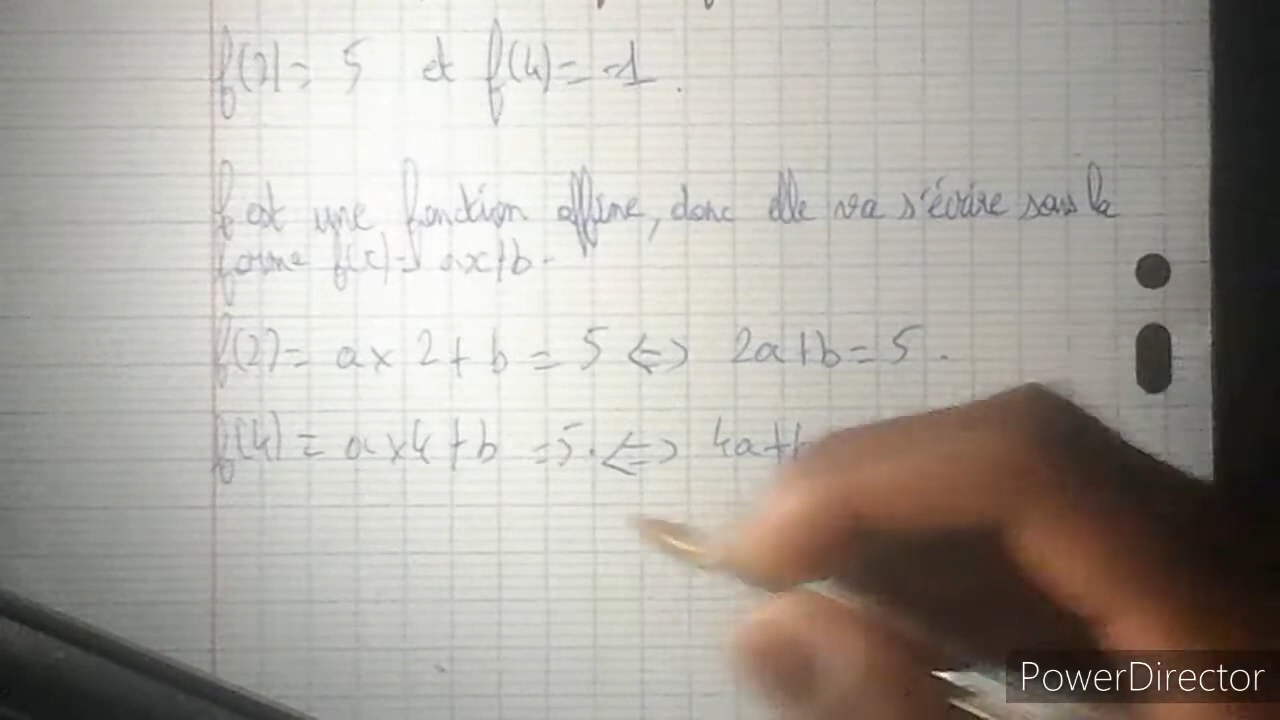 f(2) = 5 et f(4) = -1.
f est une fonction affine, donc elle va s'écrire sous la
forme f(x) = ax+b.
f(2) = a x 2 + b = 5 <=> 2a+b = 5.
f(4) = a x 4 + b = 5. <=> 4a+b
PowerDirector